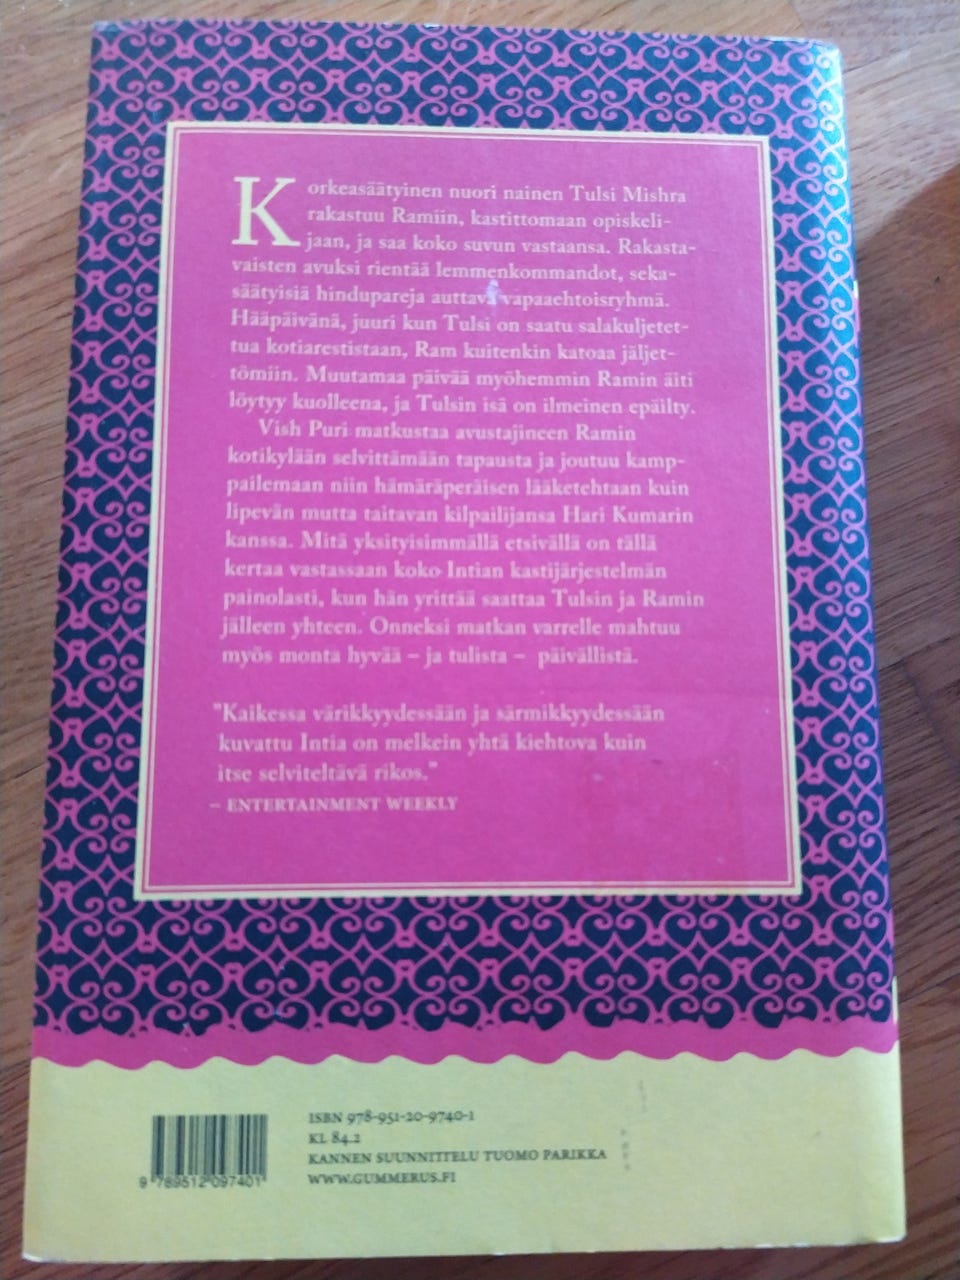 Korkeasäätyinen nuori nainen Tulsi Mishra
rakastuu Ramiin, kastittomaan opiskeli-
jaan, ja saa koko suvun vastaansa. Rakasta-
vaisten avuksi rientää lemmenkommandot, seka-
säätyisiä hindupareja auttava vapaaehtoisryhmä.
Hääpäivänä, juuri kun Tulsi on saatu salakuljetet-
tua kotiarestistaan, Ram kuitenkin katoaa jäljet-
tömiin. Muutamaa päivää myöhemmin Ramin äiti
löytyy kuolleena, ja Tulsin isä on ilmeinen epäilty.
Vish Puri matkustaa avustajineen Ramin
kotikylään selvittämään tapausta ja joutuu kamp-
pailemaan niin hämäräperäisen lääketehtaan kuin
lipevän mutta taitavan kilpailijansa Hari Kumarin
kanssa. Mitä yksityisimmällä etsivällä on tällä
kertaa vastassaan koko Intian kastijärjestelmän
painolasti, kun hän yrittää saattaa Tulsin ja Ramin
jälleen yhteen. Onneksi matkan varrelle mahtuu
myös monta hyvää – ja tulista – päivällistä.
"Kaikessa värikkyydessään ja särmikkyydessään
kuvattu Intia on melkein yhtä kiehtova kuin
itse selviteltävä rikos."
– ENTERTAINMENT WEEKLY
ISBN 978-951-20-9740-1
KL 84.2
KANNEN SUUNNITTELU TUOMO PARIKKA
WWW.GUMMERUS.FI
9 789512 097401